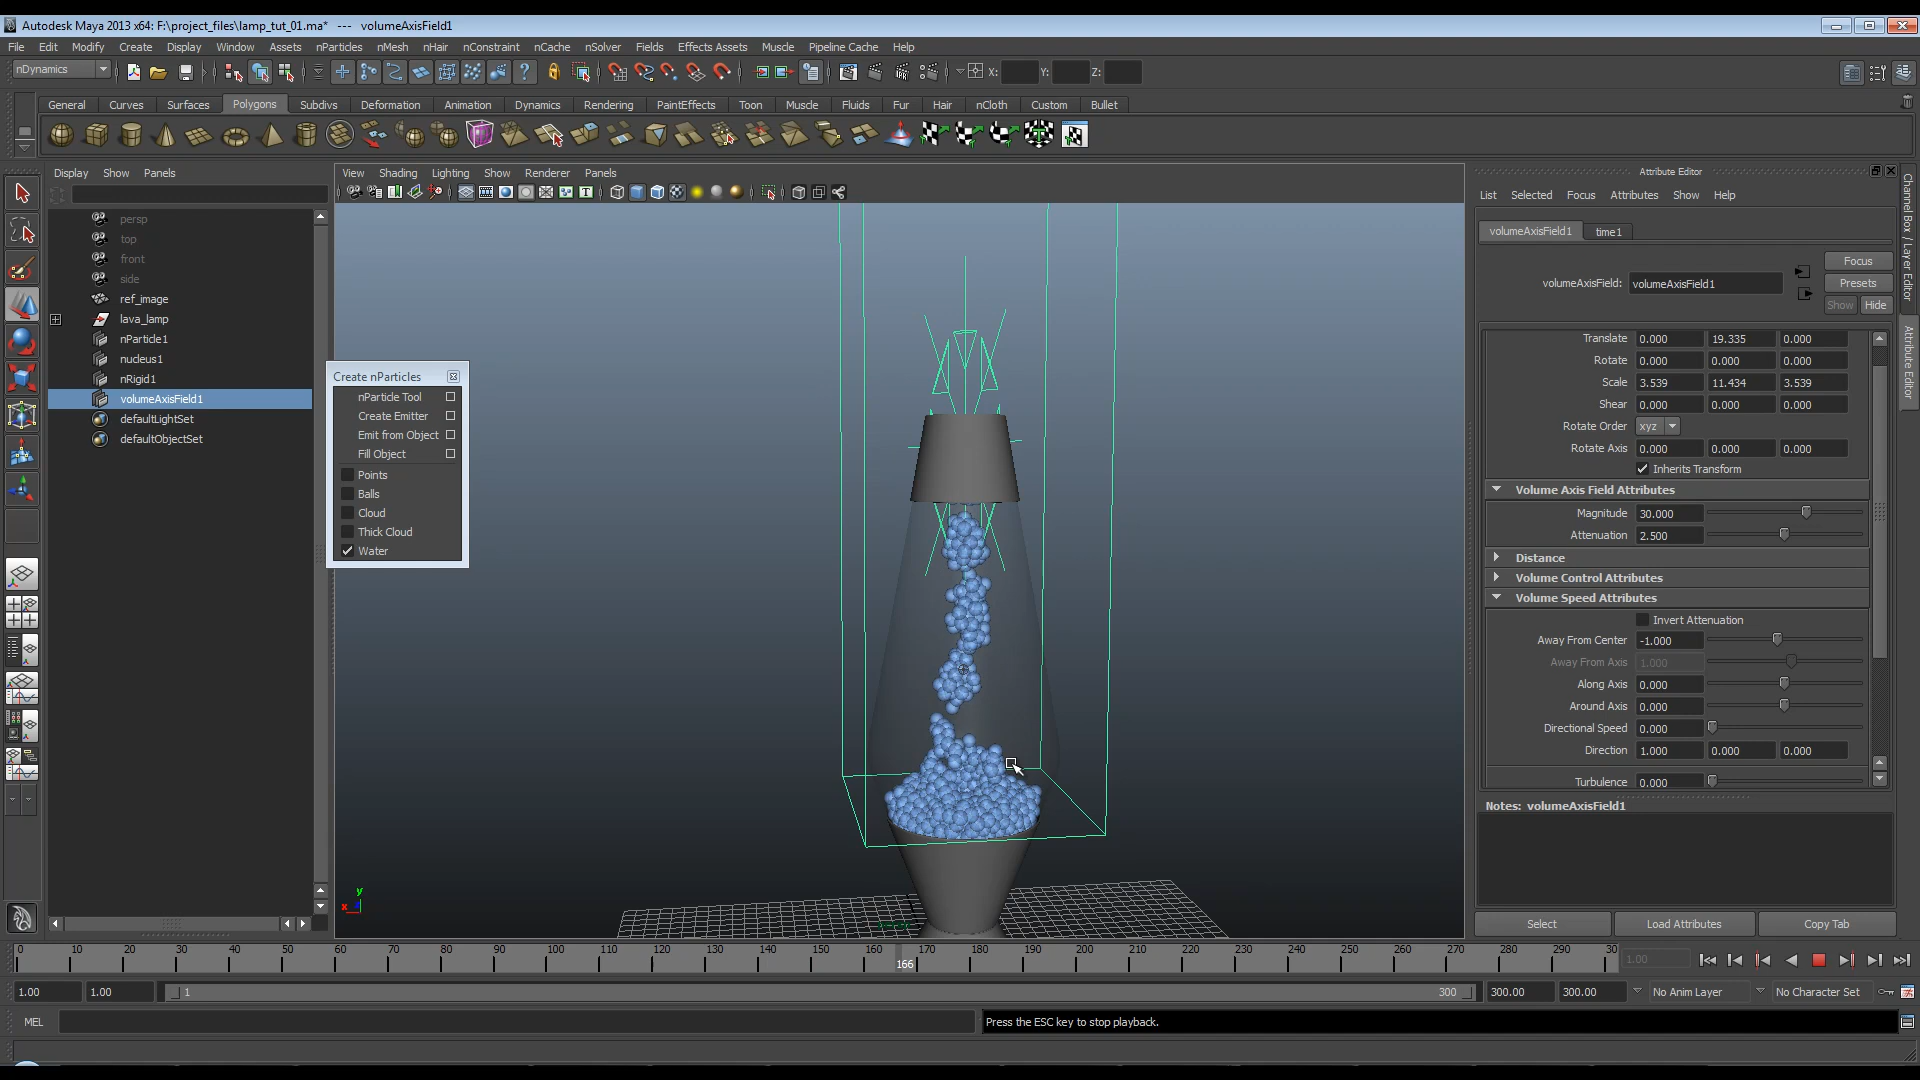 Autodesk Maya 2013 x64: F:\project_files\lamp_tut_01.ma*   ---   volumeAxisField1
File Edit Modify Create Display Window Assets nParticles nMesh nHair nConstraint nCache nSolver Fields Effects Assets Muscle Pipeline Cache Help
nDynamics X: Y: Z:
General Curves Surfaces Polygons Subdivs Deformation Animation Dynamics Rendering PaintEffects Toon Muscle Fluids Fur Hair nCloth Custom Bullet
Display Show Panels
persp
top
front
side
ref_image
lava_lamp
nParticle1
nucleus1
nRigid1
volumeAxisField1
defaultLightSet
defaultObjectSet
View Shading Lighting Show Renderer Panels
Create nParticles
nParticle Tool
Create Emitter
Emit from Object
Fill Object
Points
Balls
Cloud
Thick Cloud
Water
y
x
Attribute Editor
List Selected Focus Attributes Show Help
volumeAxisField1 time1
volumeAxisField: volumeAxisField1
Focus
Presets
Show Hide
Translate 0.000 19.335 0.000
Rotate 0.000 0.000 0.000
Scale 3.539 11.434 3.539
Shear 0.000 0.000 0.000
Rotate Order xyz
Rotate Axis 0.000 0.000 0.000
Inherits Transform
Volume Axis Field Attributes
Magnitude 30.000
Attenuation 2.500
Distance
Volume Control Attributes
Volume Speed Attributes
Invert Attenuation
Away From Center -1.000
Away From Axis 1.000
Along Axis 0.000
Around Axis 0.000
Directional Speed 0.000
Direction 1.000 0.000 0.000
Turbulence 0.000
Notes: volumeAxisField1
Select Load Attributes Copy Tab
Channel Box / Layer Editor
Attribute Editor
0 10 20 30 40 50 60 70 80 90 100 110 120 130 140 150 160 170 180 190 200 210 220 230 240 250 260 270 280 290 30
166
1.00
1.00 1.00 1 300 300.00 300.00 No Anim Layer No Character Set
MEL Press the ESC key to stop playback.